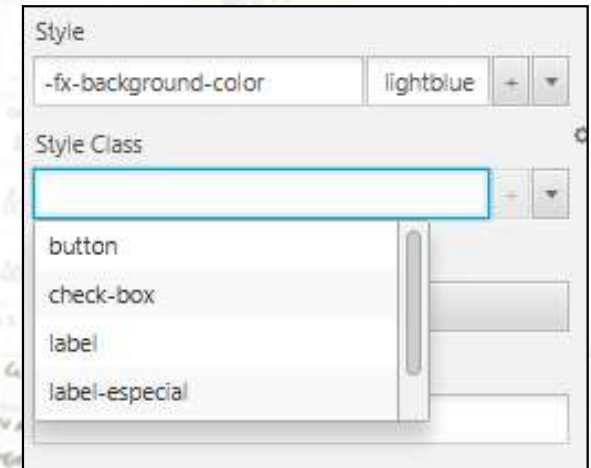 Style
-fx-background-color lightblue +
Style Class
+
button
check-box
label
label-especial